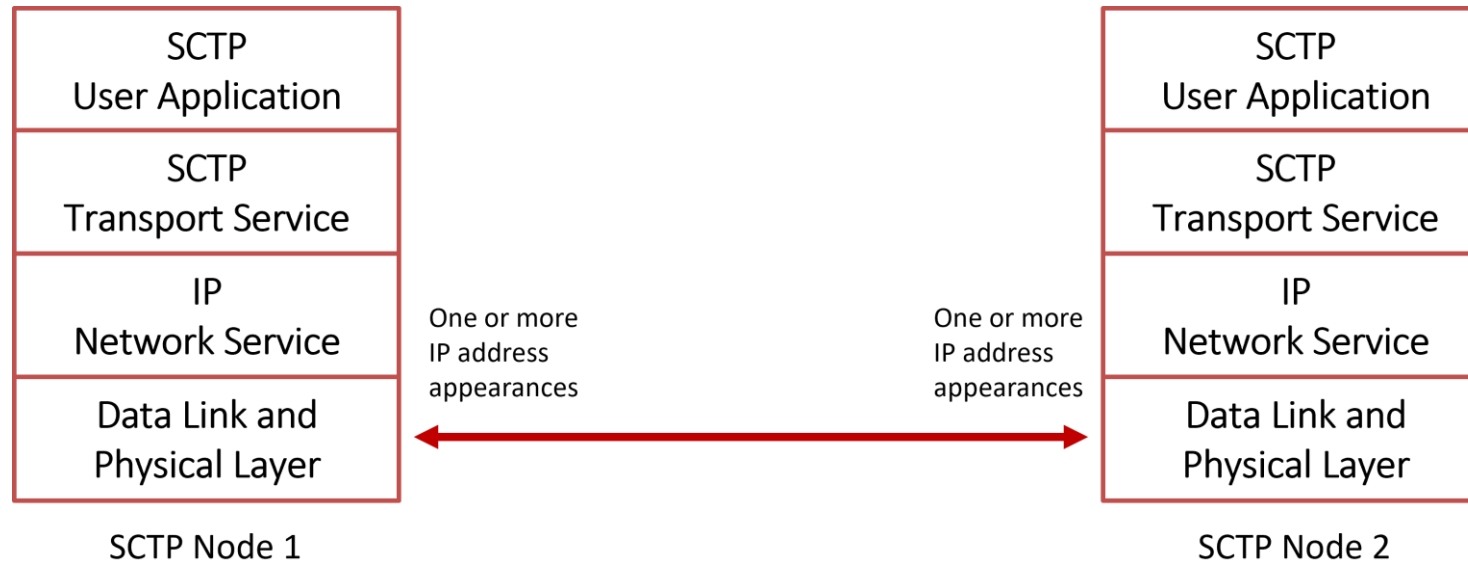 SCTP
User Application
SCTP
Transport Service
IP
Network Service
Data Link and
Physical Layer
SCTP Node 1
One or more
IP address
appearances
One or more
IP address
appearances
SCTP
User Application
SCTP
Transport Service
IP
Network Service
Data Link and
Physical Layer
SCTP Node 2